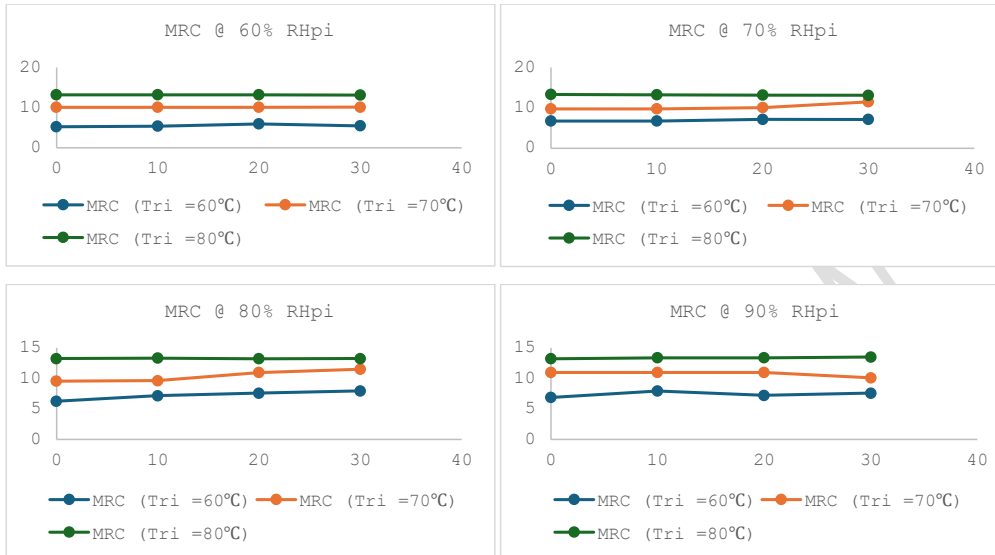 MRC @ 60% RHpi
20
10
0
0 10 20 30 40
MRC (Tri =60℃) MRC (Tri =70℃)
MRC (Tri =80℃)
MRC @ 70% RHpi
20
10
0
0 10 20 30 40
MRC (Tri =60℃) MRC (Tri =70℃)
MRC (Tri =80℃)
MRC @ 80% RHpi
15
10
5
0
0 10 20 30 40
MRC (Tri =60℃) MRC (Tri =70℃)
MRC (Tri =80℃)
MRC @ 90% RHpi
15
10
5
0
0 10 20 30 40
MRC (Tri =60℃) MRC (Tri =70℃)
MRC (Tri =80℃)